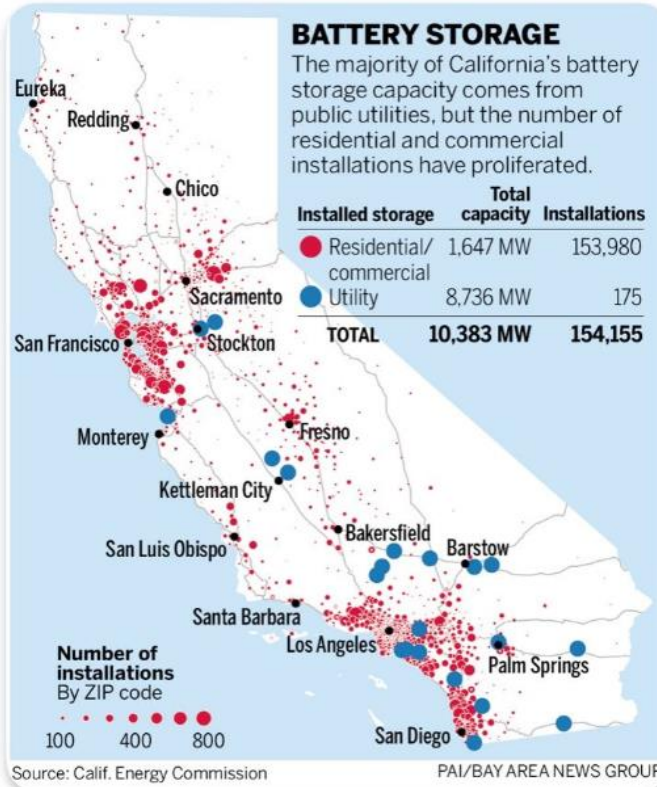 BATTERY STORAGE
The majority of California's battery
storage capacity comes from
public utilities, but the number of
residential and commercial
installations have proliferated.
Total
Installed storage capacity Installations
Residential/ 1,647 MW 153,980
commercial
Utility 8,736 MW 175
TOTAL 10,383 MW 154,155
Eureka
Redding
Chico
Sacramento
San Francisco
Stockton
Monterey
Fresno
Kettleman City
Bakersfield
Barstow
San Luis Obispo
Santa Barbara
Los Angeles
Palm Springs
San Diego
Number of
installations
By ZIP code
100 400 800
Source: Calif. Energy Commission
PAI/BAY AREA NEWS GROUP